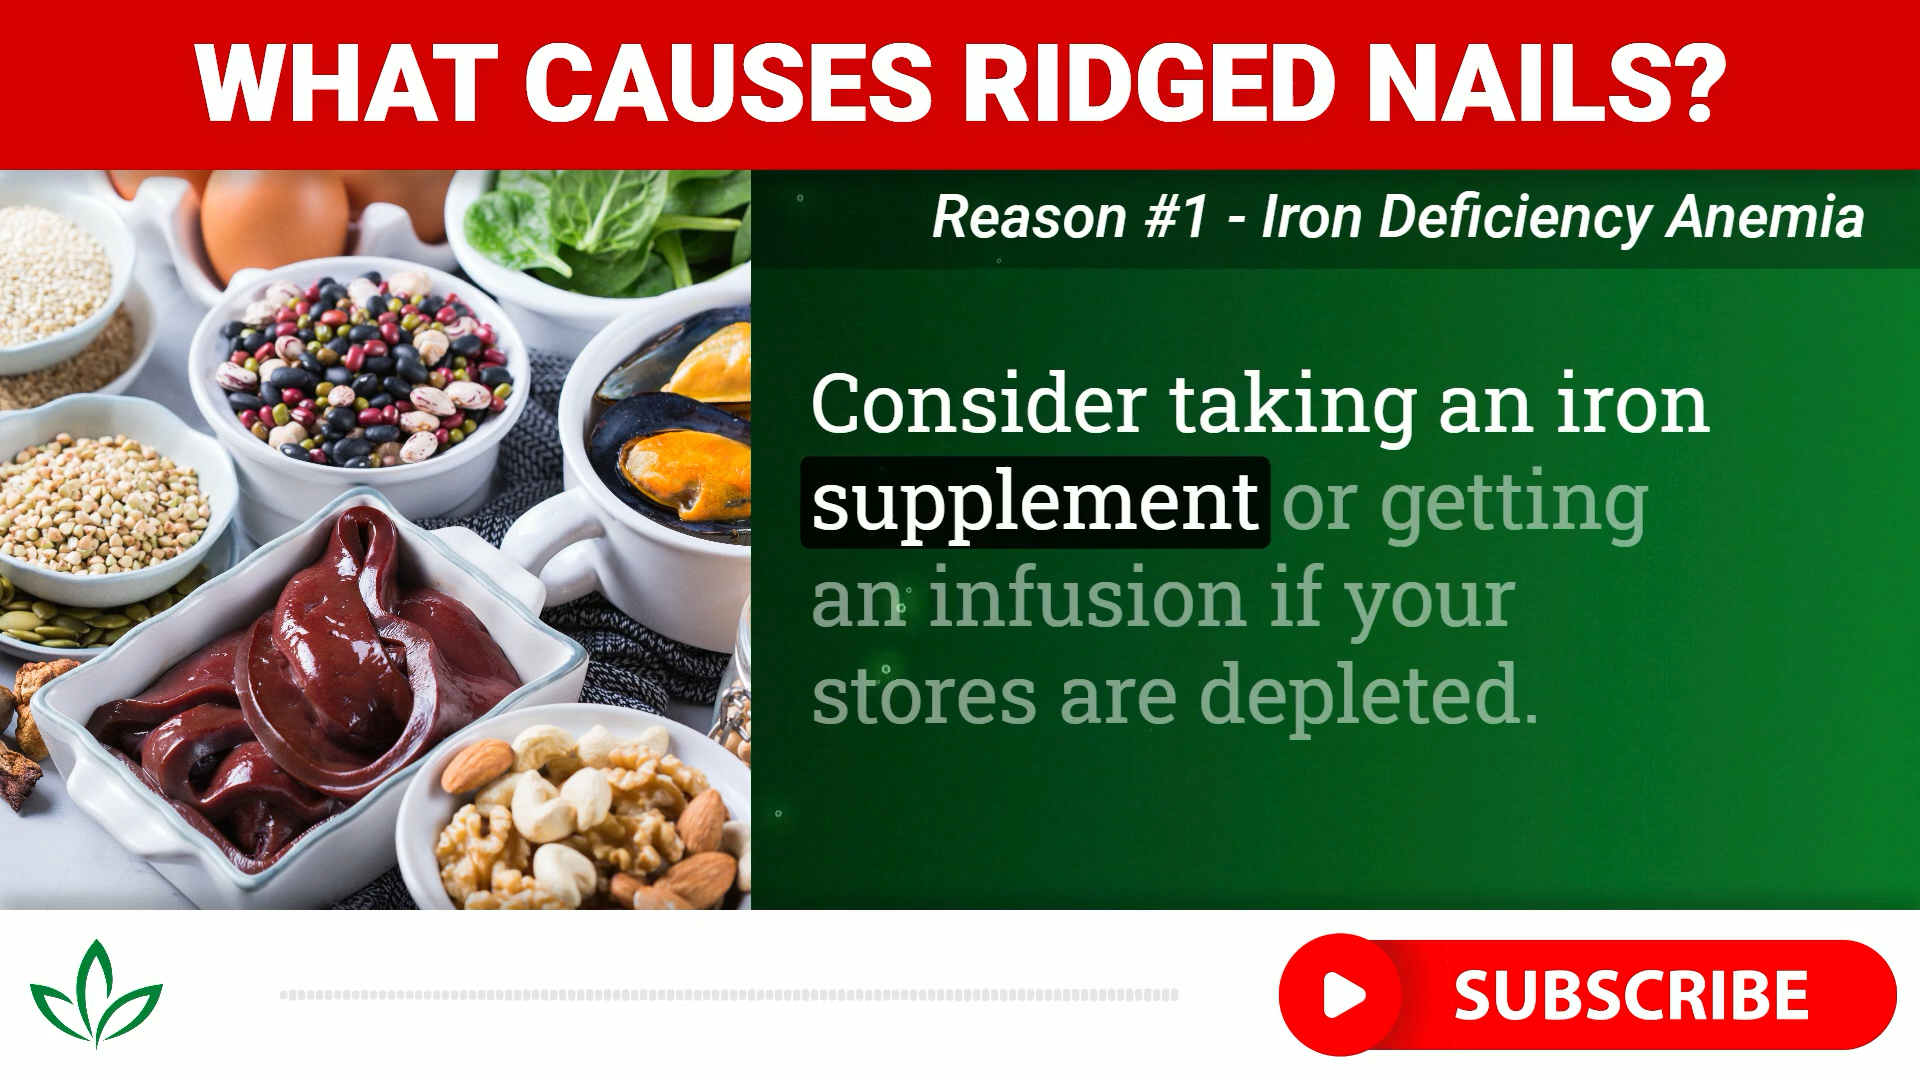 WHAT CAUSES RIDGED NAILS?
Reason #1 - Iron Deficiency Anemia
Consider taking an iron
supplement or getting
an infusion if your
stores are depleted.
SUBSCRIBE